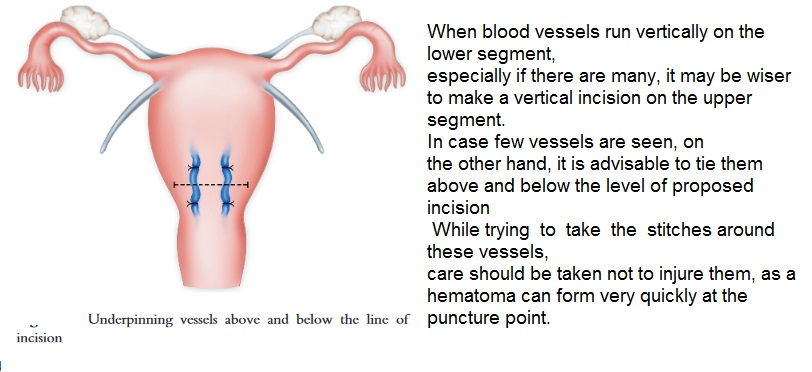 When blood vessels run vertically on the
lower segment,
especially if there are many, it may be wiser
to make a vertical incision on the upper
segment.
In case few vessels are seen, on
the other hand, it is advisable to tie them
above and below the level of proposed
incision
While trying to take the stitches around
these vessels,
care should be taken not to injure them, as a
hematoma can form very quickly at the
puncture point.
Underpinning vessels above and below the line of
incision